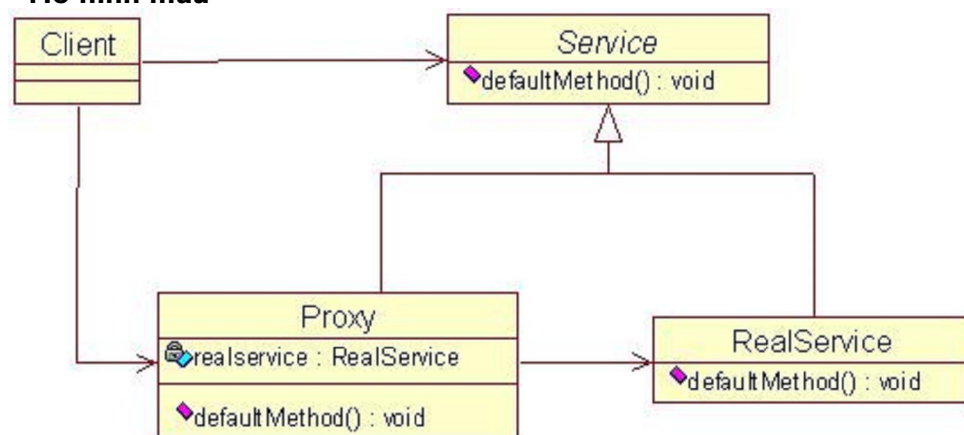 Client
Service
defaultMethod() : void
Proxy
realservice : RealService
defaultMethod() : void
RealService
defaultMethod() : void